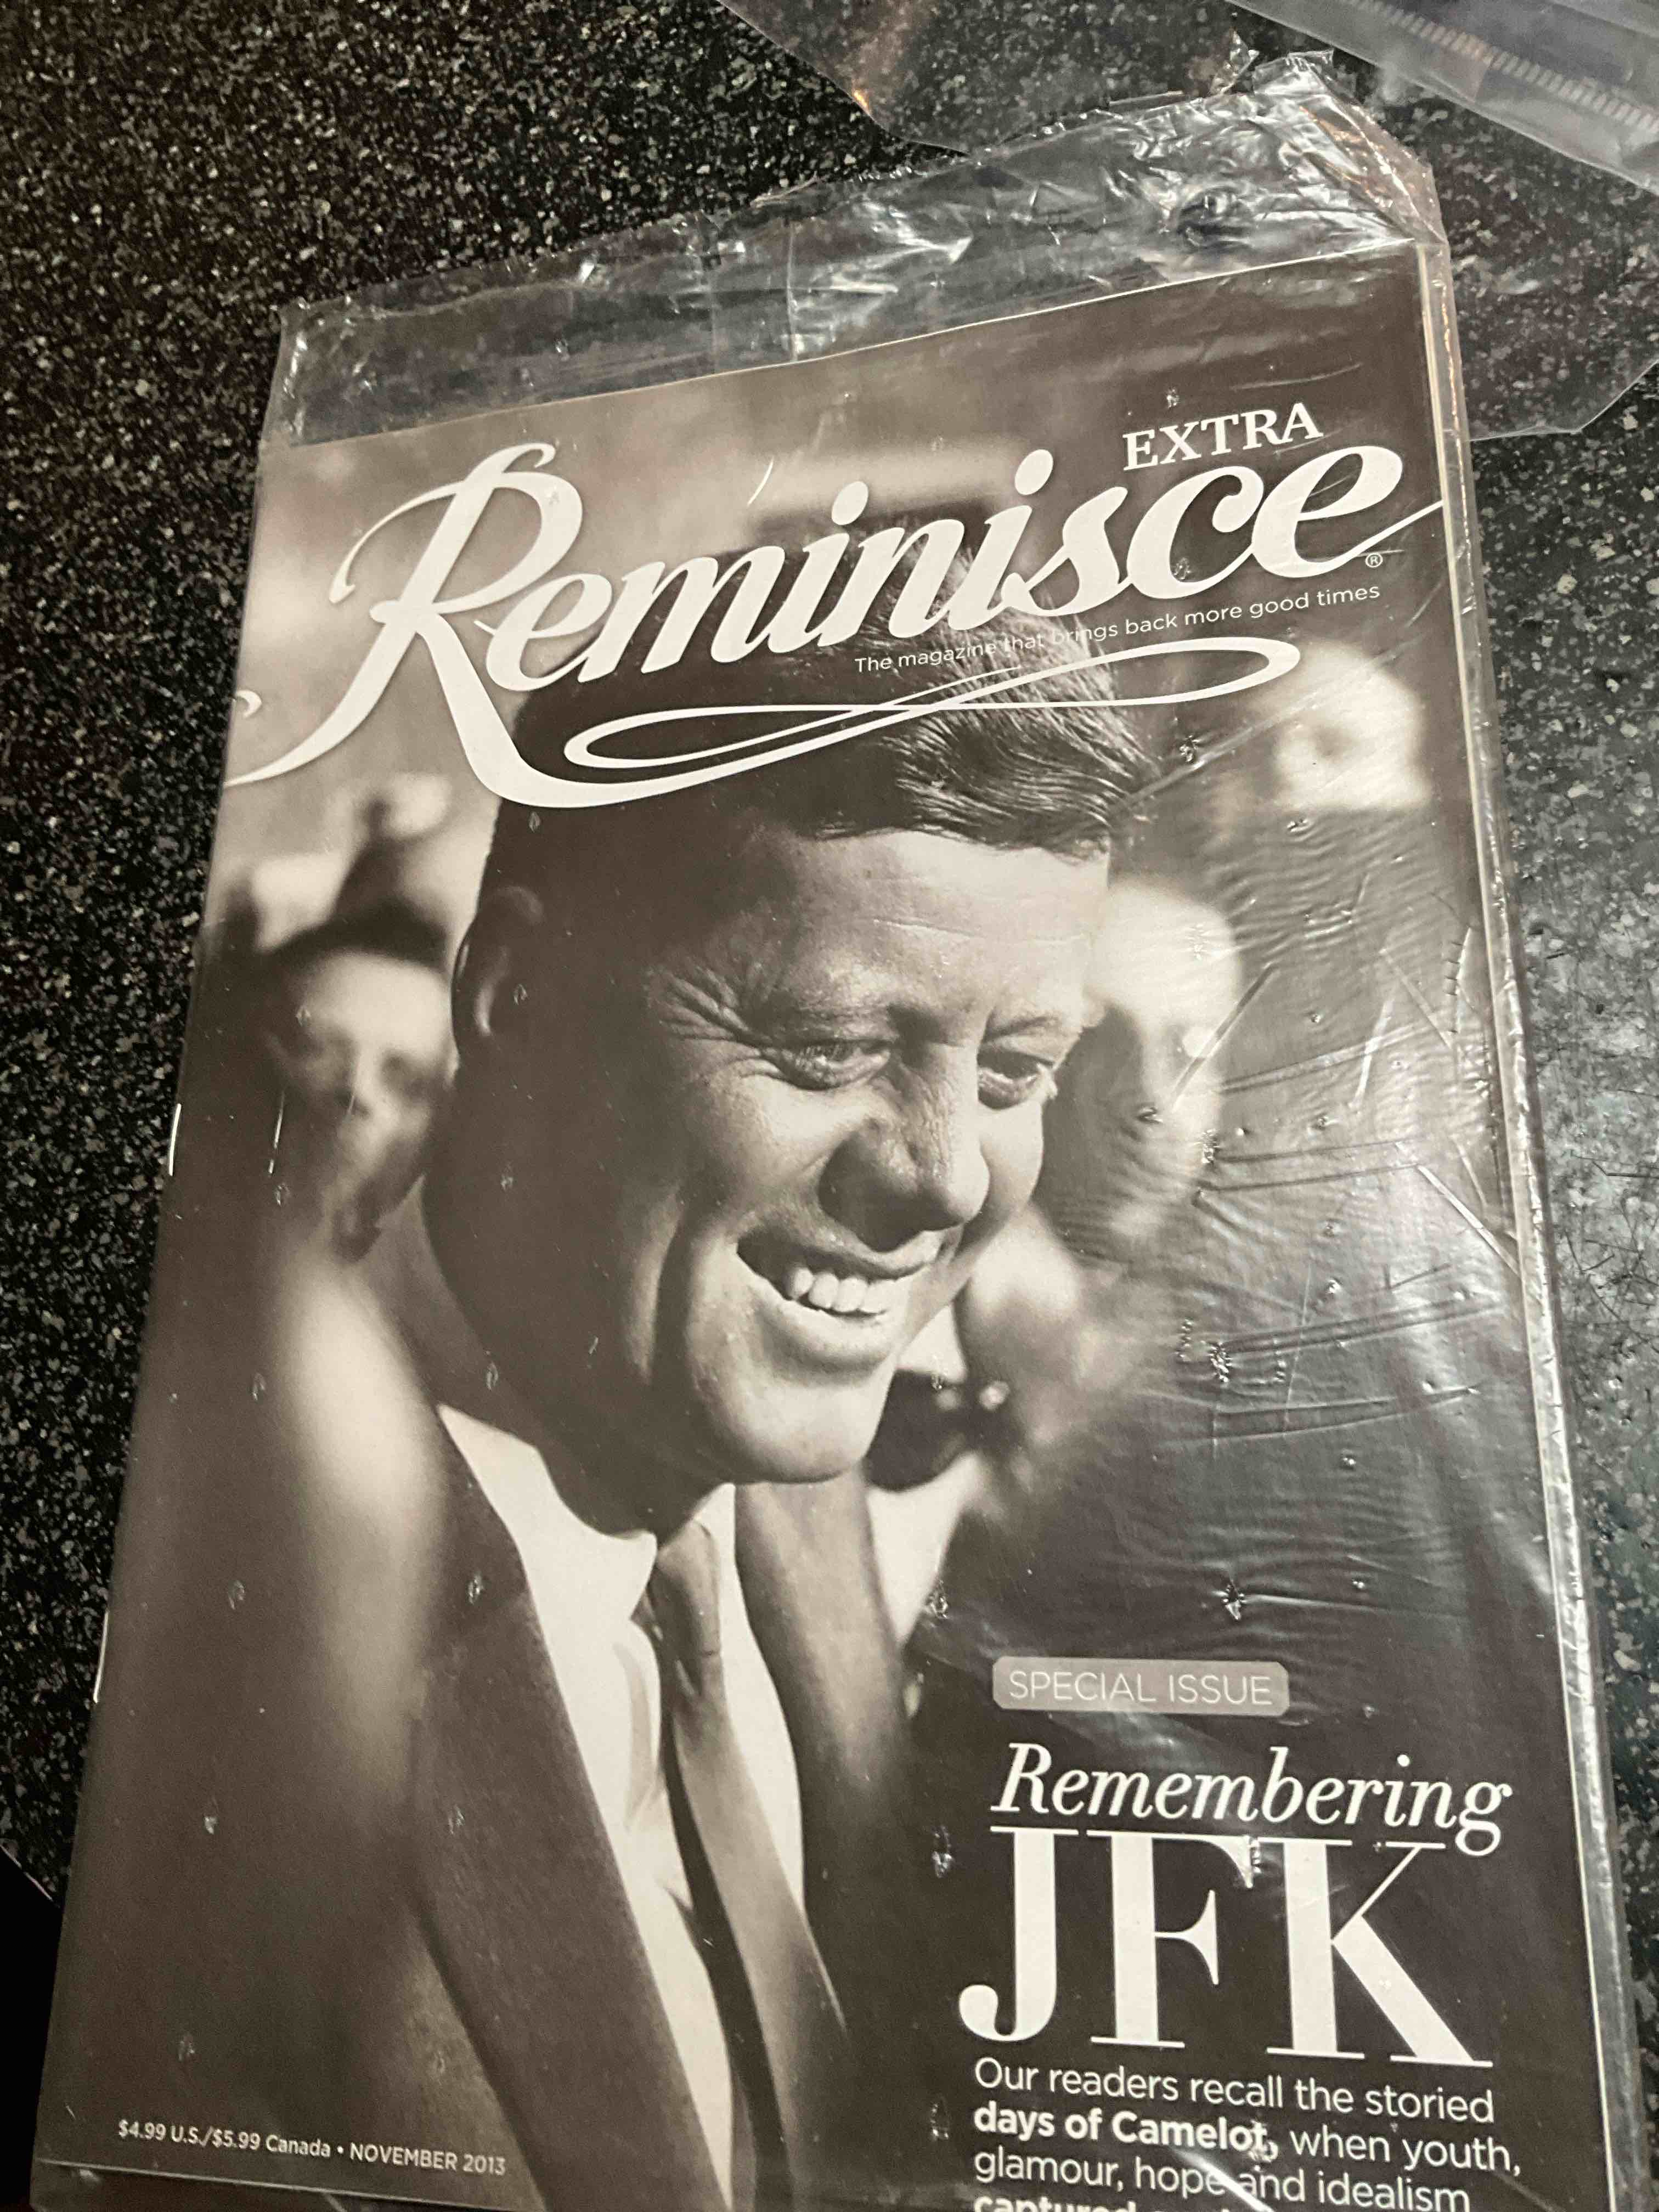 EXTRA
Reminisce®
The magazine that brings back more good times
SPECIAL ISSUE
Remembering
JFK
Our readers recall the storied
days of Camelot, when youth,
glamour, hope and idealism
captured
$4.99 U.S./$5.99 Canada • NOVEMBER 2013